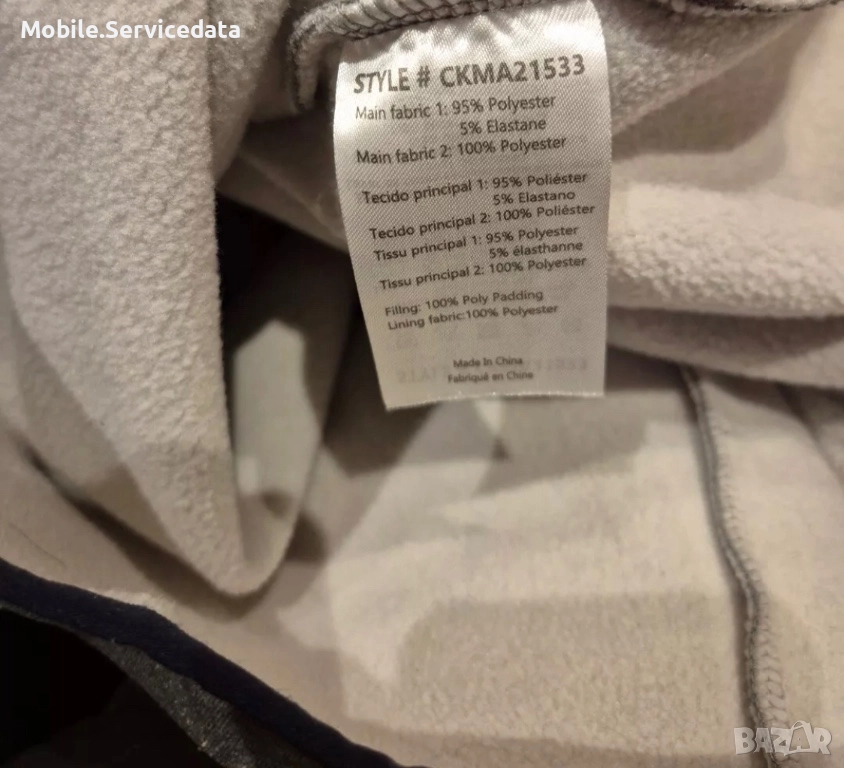 Mobile.Servicedata
STYLE # CKMA21533
Main fabric 1: 95% Polyester
5% Elastane
Main fabric 2: 100% Polyester
Tecido principal 1: 95% Poliéster
5% Elastano
Tecido principal 2: 100% Poliéster
Tissu principal 1: 95% Polyester
5% élasthanne
Tissu principal 2: 100% Polyester
Filing: 100% Poly Padding
Lining fabric:100% Polyester
Made In China
Fabriqué en Chine
BAZAR